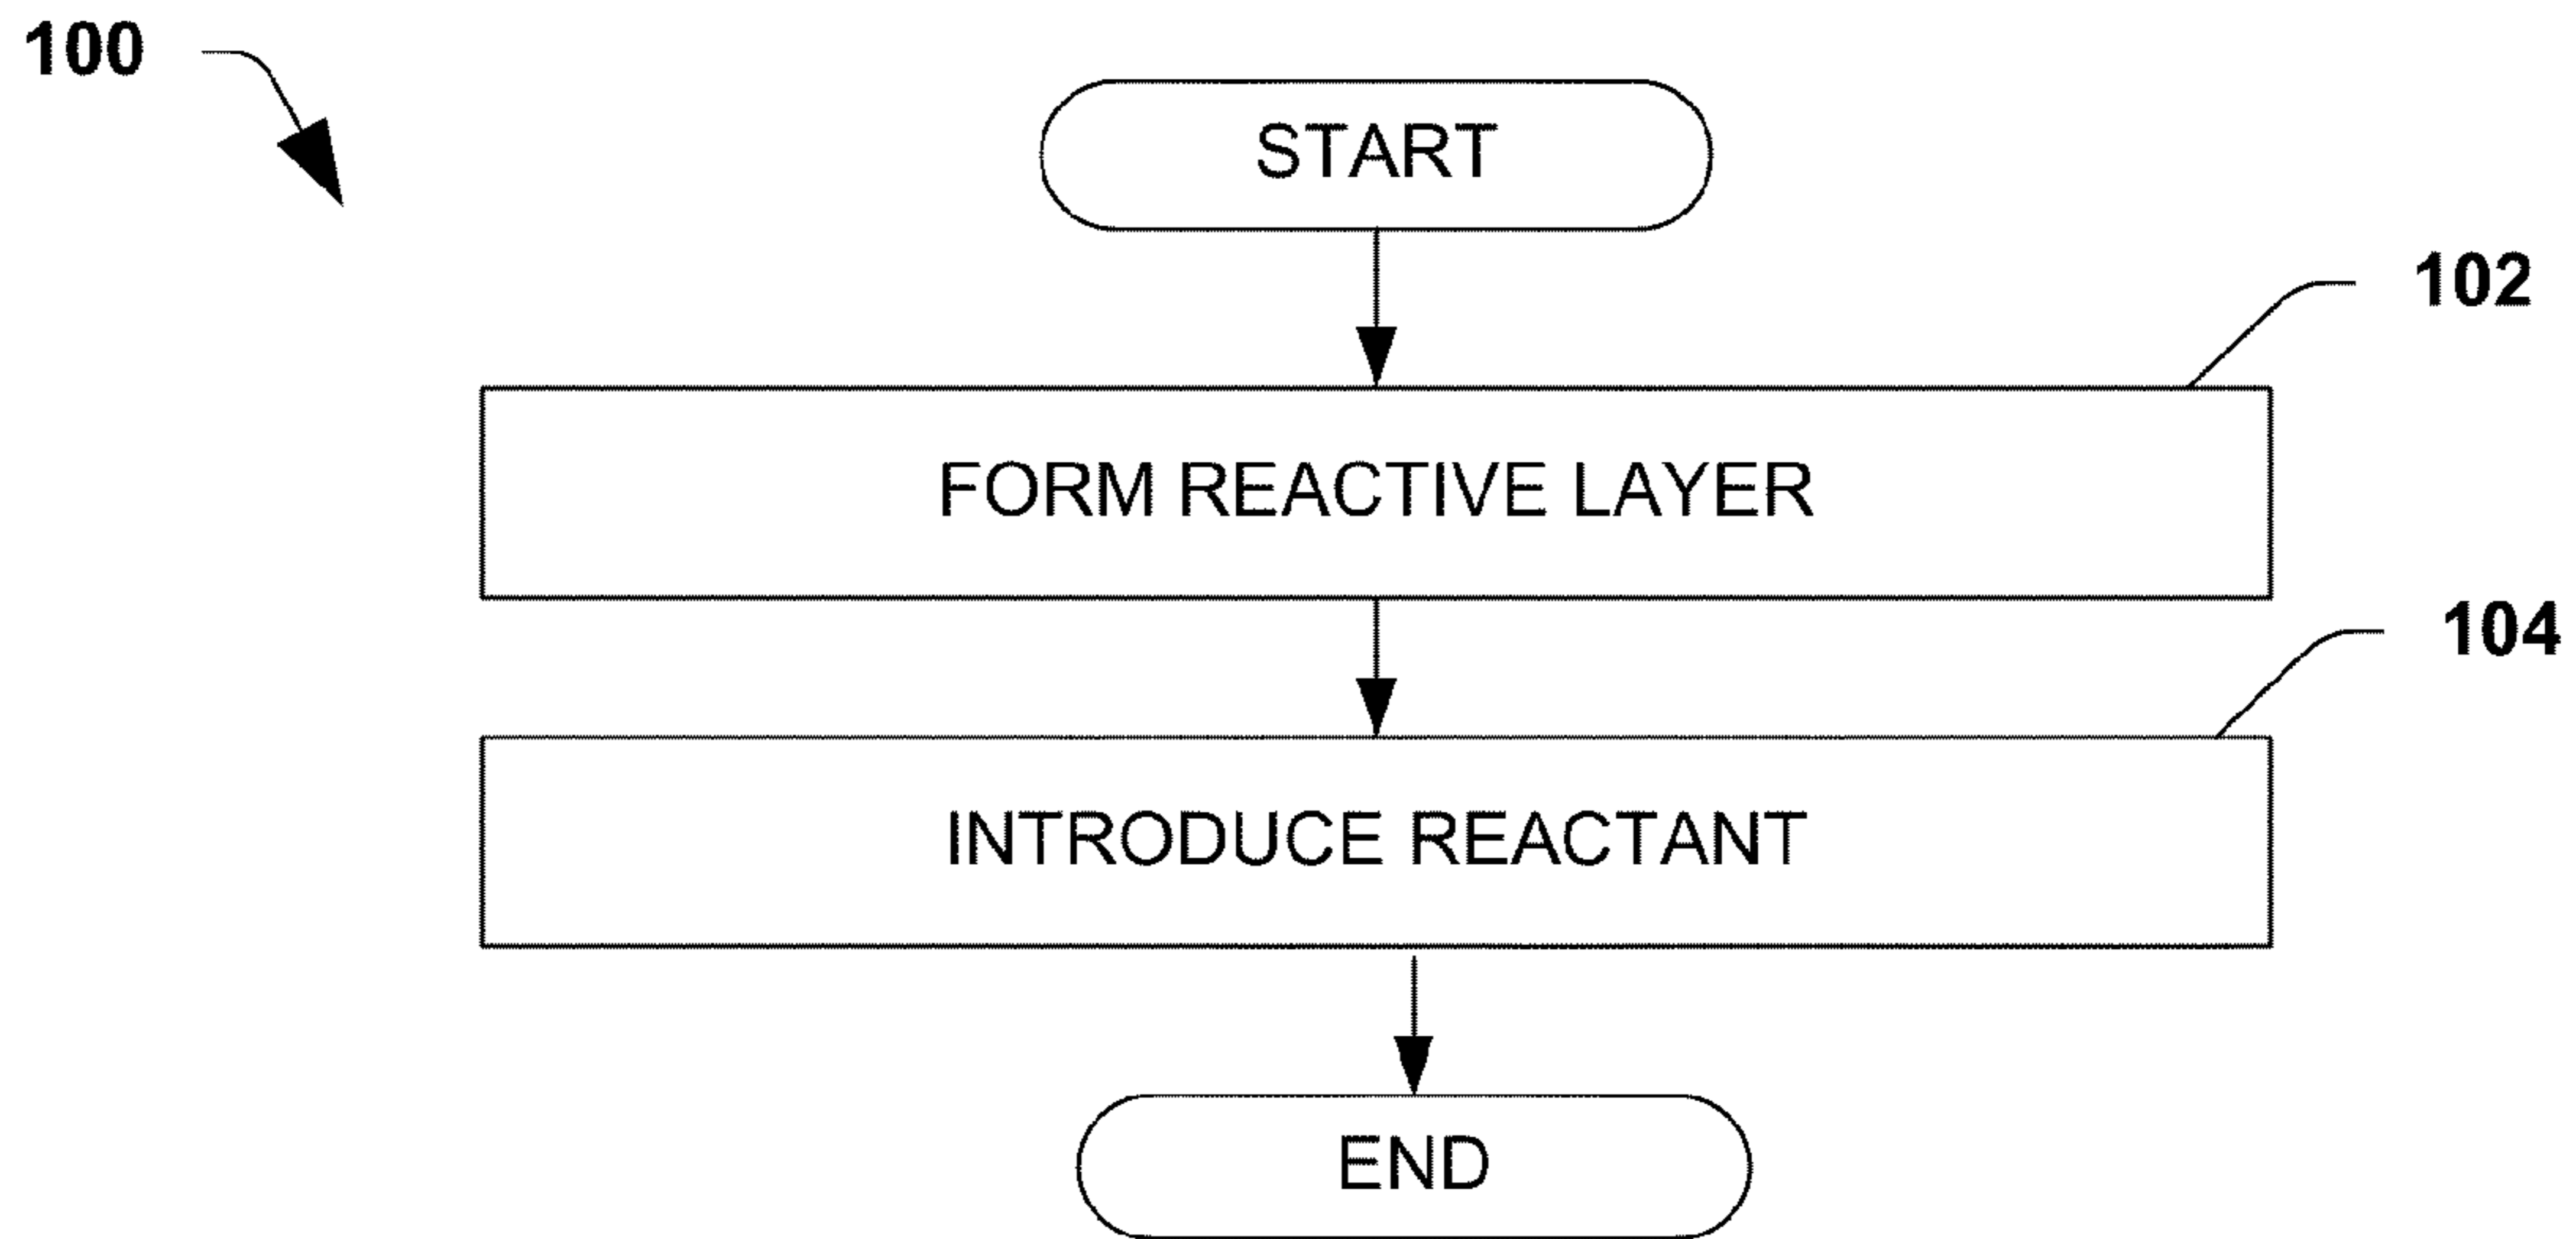 100
START
102
FORM REACTIVE LAYER
104
INTRODUCE REACTANT
END